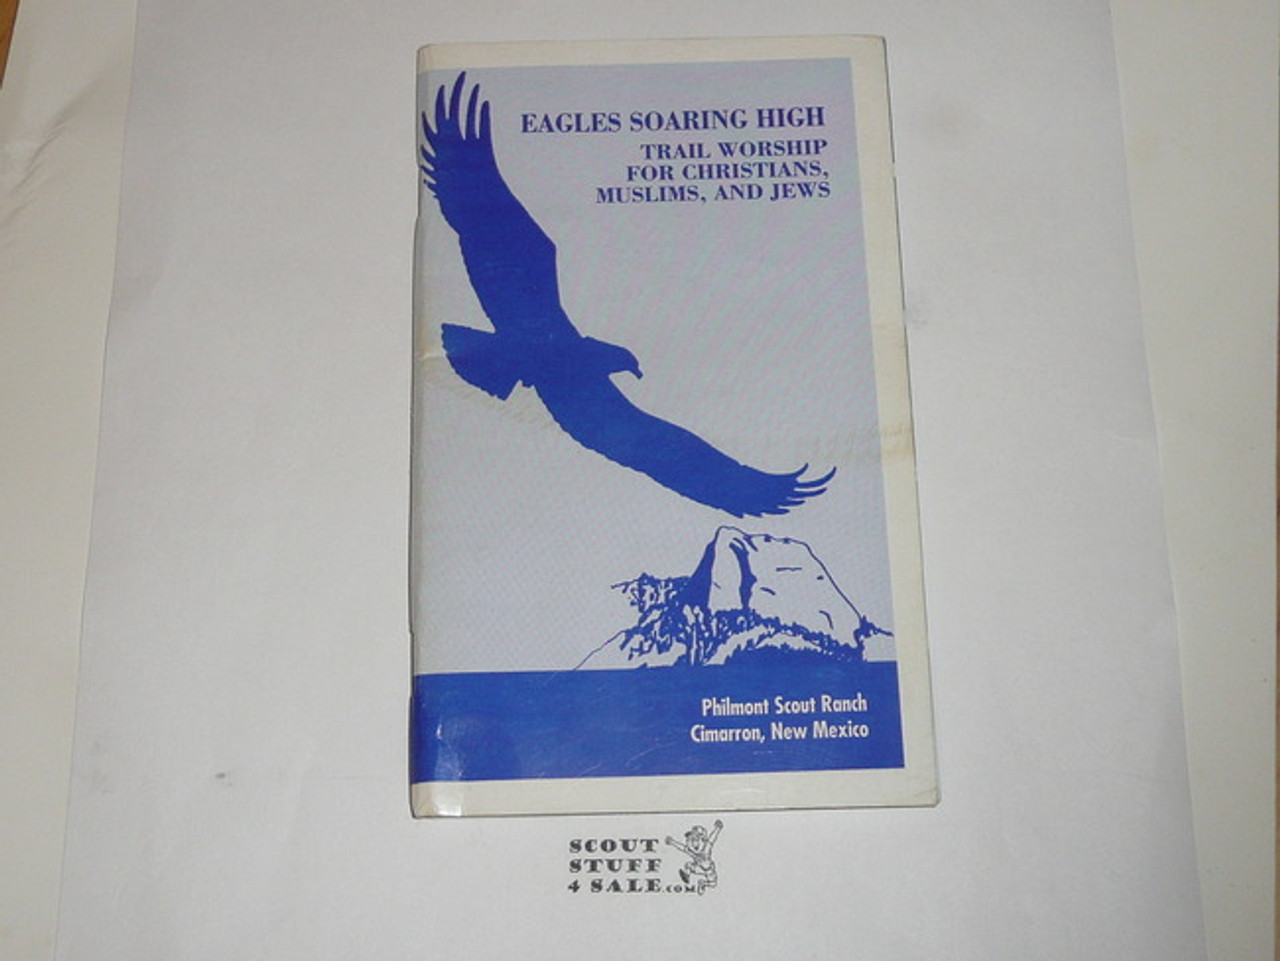 EAGLES SOARING HIGH
TRAIL WORSHIP
FOR CHRISTIANS,
MUSLIMS, AND JEWS
Philmont Scout Ranch
Cimarron, New Mexico
SCOUT
STUFF
4 SALE.COM